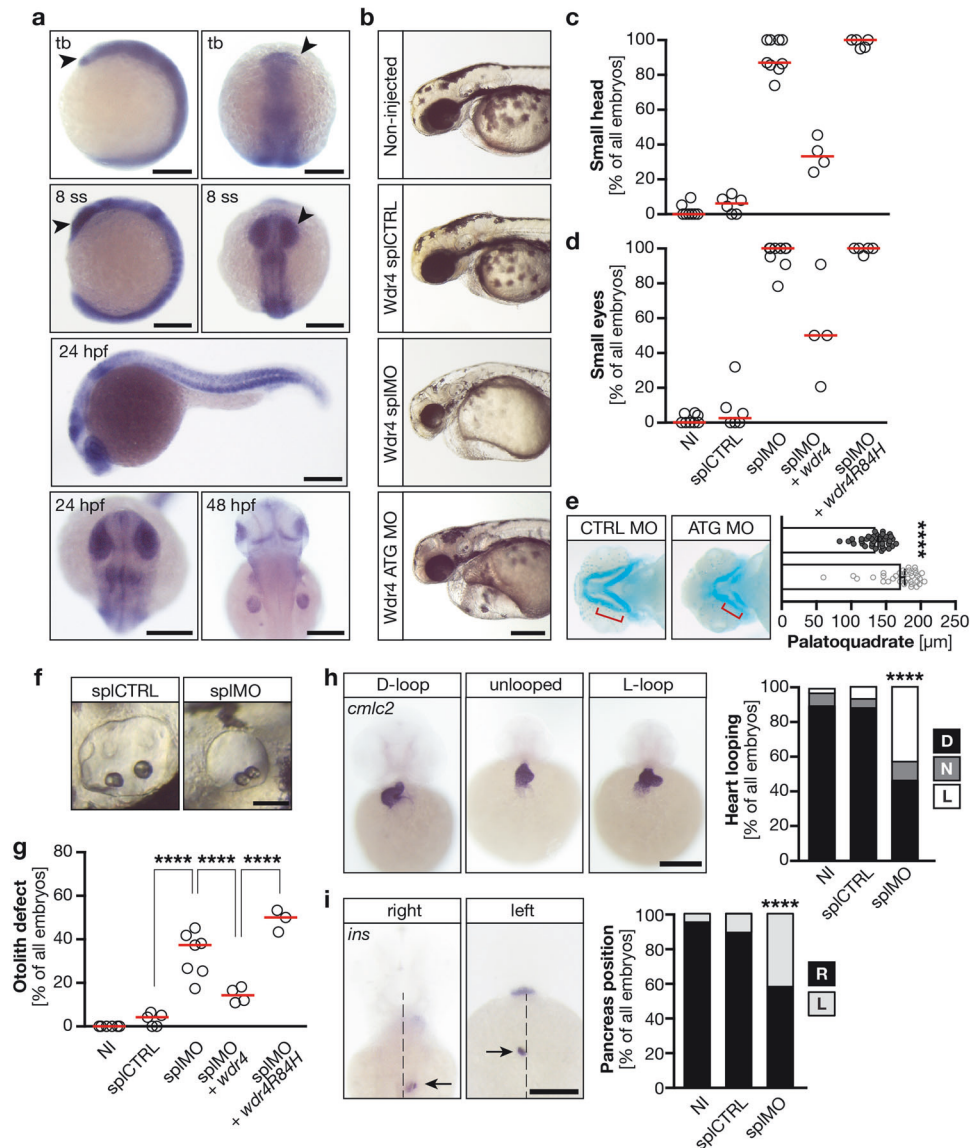 a
tb
tb
8 ss
8 ss
24 hpf
24 hpf
48 hpf
b
Non-injected
Wdr4 splCTRL
Wdr4 splMO
Wdr4 ATG MO
c
Small head
[% of all embryos]
100
80
60
40
20
0
d
Small eyes
[% of all embryos]
100
80
60
40
20
0
NI
splCTRL
splMO
splMO
+ wdr4
splMO
+ wdr4R84H
e
CTRL MO
ATG MO
****
0
50
100
150
200
250
Palatoquadrate [µm]
f
splCTRL
splMO
g
Otolith defect
[% of all embryos]
80
60
40
20
0
**** **** ****
NI
splCTRL
splMO
splMO
+ wdr4
splMO
+ wdr4R84H
h
D-loop
unlooped
L-loop
cmlc2
Heart looping
[% of all embryos]
100
80
60
40
20
0
****
NI
splCTRL
splMO
D
N
L
i
right
left
ins
Pancreas position
[% of all embryos]
100
80
60
40
20
0
****
NI
splCTRL
splMO
R
L